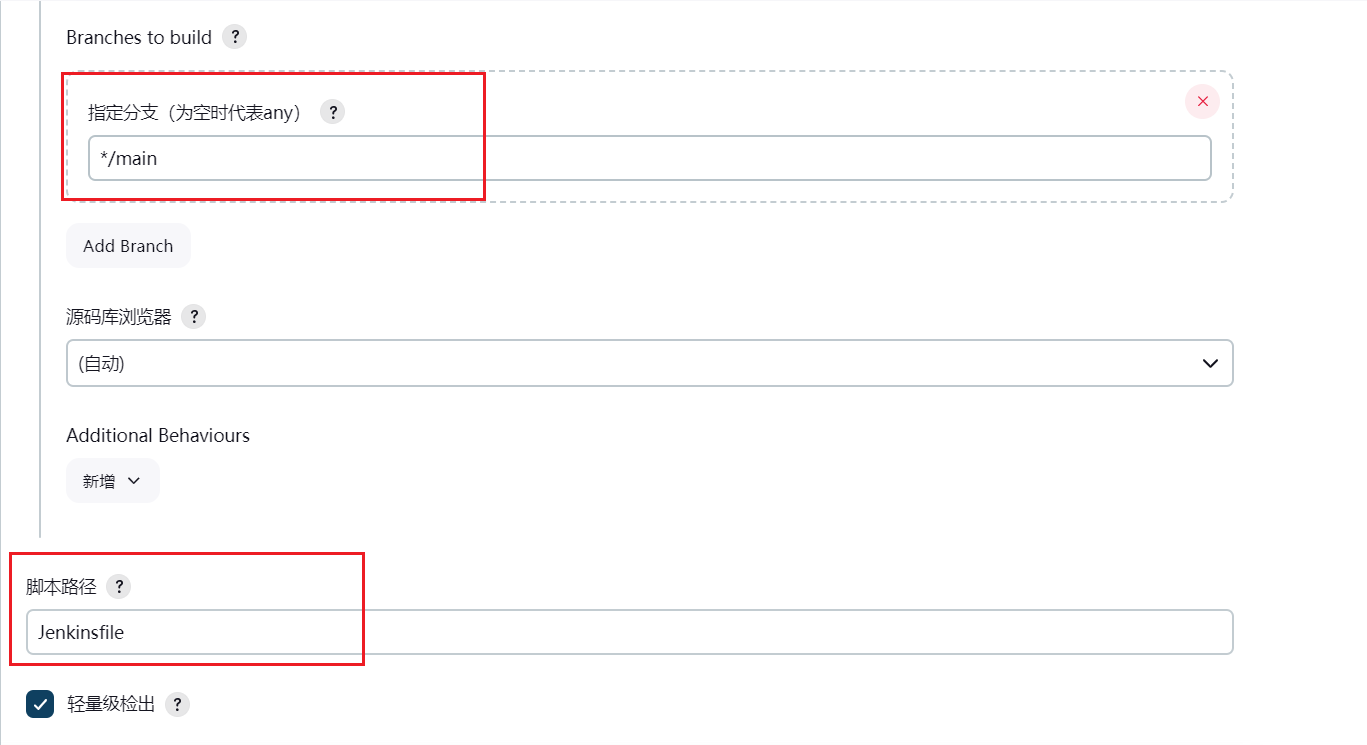 Branches to build ?
指定分支（为空时代表any） ?
*/main
Add Branch
源码库浏览器 ?
(自动)
Additional Behaviours
新增
脚本路径 ?
Jenkinsfile
轻量级检出 ?